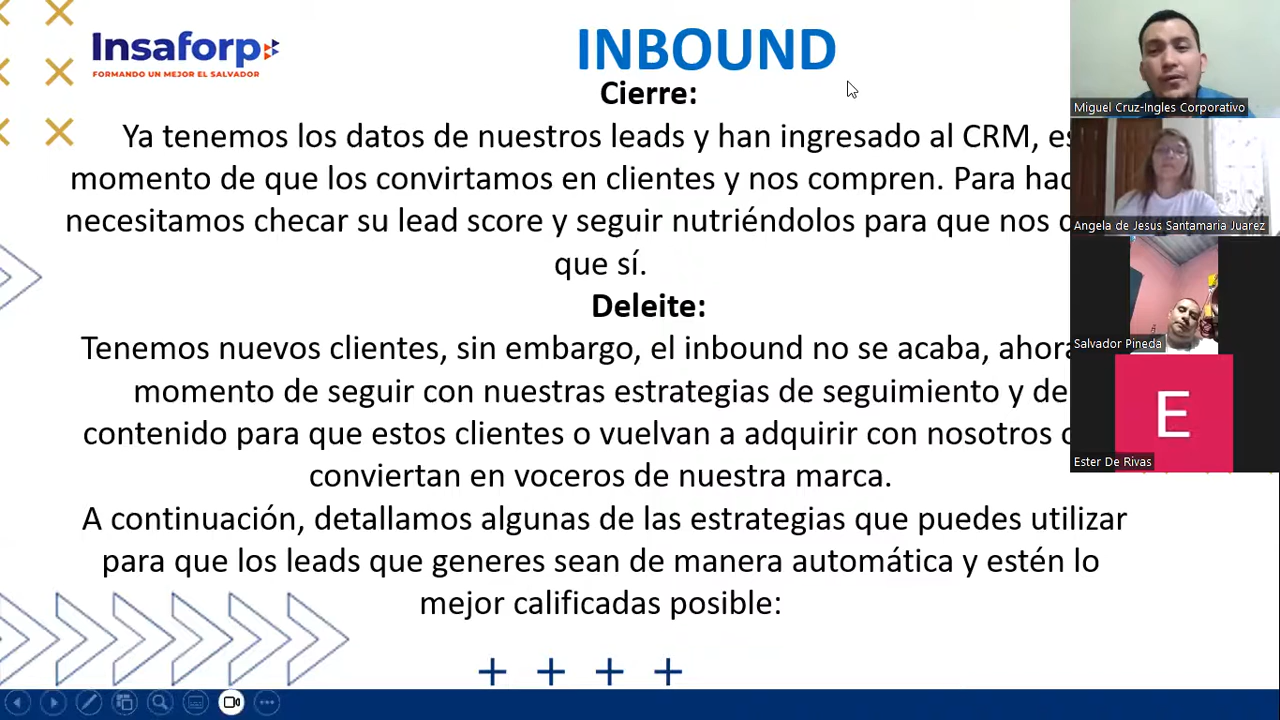 Insaforp
FORMANDO UN MEJOR EL SALVADOR
INBOUND
Cierre:
Ya tenemos los datos de nuestros leads y han ingresado al CRM,
momento de que los convirtamos en clientes y nos compren. Para
necesitamos checar su lead score y seguir nutriéndolos para que nos
que sí.
Deleite:
Tenemos nuevos clientes, sin embargo, el inbound no se acaba, ahora
momento de seguir con nuestras estrategias de seguimiento y de
contenido para que estos clientes o vuelvan a adquirir con nosotros
conviertan en voceros de nuestra marca.
A continuación, detallamos algunas de las estrategias que puedes utilizar
para que los leads que generes sean de manera automática y estén lo
mejor calificadas posible:
Miguel Cruz-Ingles Corporativo
Angela de Jesus Santamaria Juarez
Salvador Pineda
E
Ester De Rivas